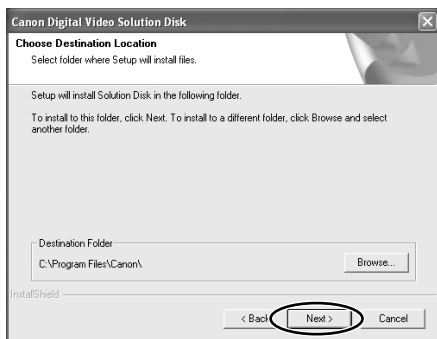 Canon Digital Video Solution Disk
Choose Destination Location
Select folder where Setup will install files.
Setup will install Solution Disk in the following folder.
To install to this folder, click Next. To install to a different folder, click Browse and select
another folder.
Destination Folder
C:\Program Files\Canon\
Browse...
InstallShield
< Back
Next >
Cancel